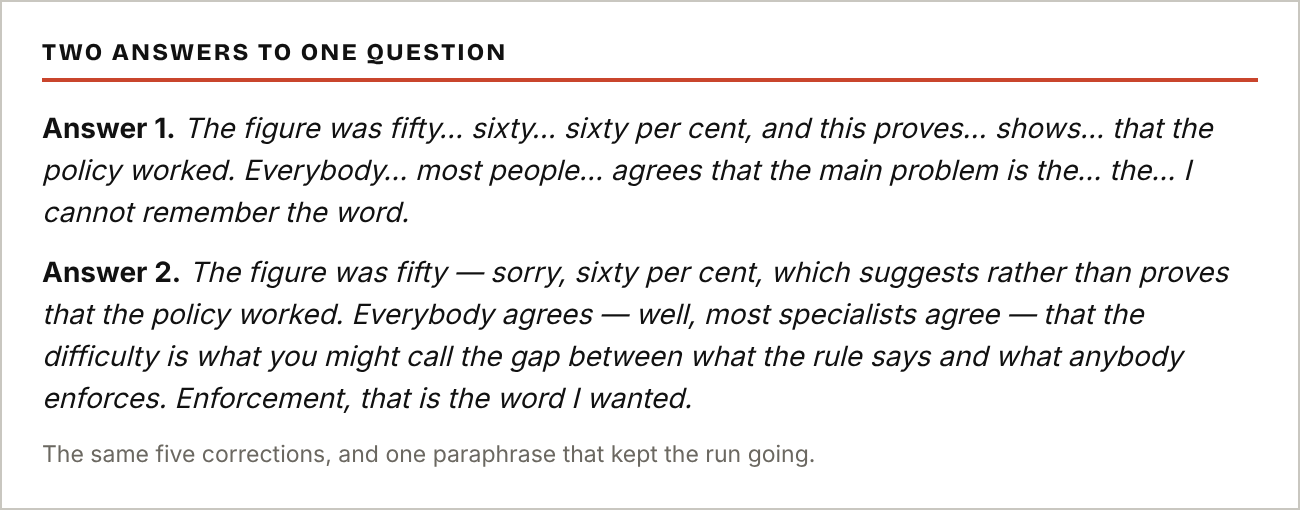 TWO ANSWERS TO ONE QUESTION
Answer 1. The figure was fifty... sixty... sixty per cent, and this proves... shows... that the
policy worked. Everybody... most people... agrees that the main problem is the... the... I
cannot remember the word.
Answer 2. The figure was fifty — sorry, sixty per cent, which suggests rather than proves
that the policy worked. Everybody agrees — well, most specialists agree — that the
difficulty is what you might call the gap between what the rule says and what anybody
enforces. Enforcement, that is the word I wanted.
The same five corrections, and one paraphrase that kept the run going.